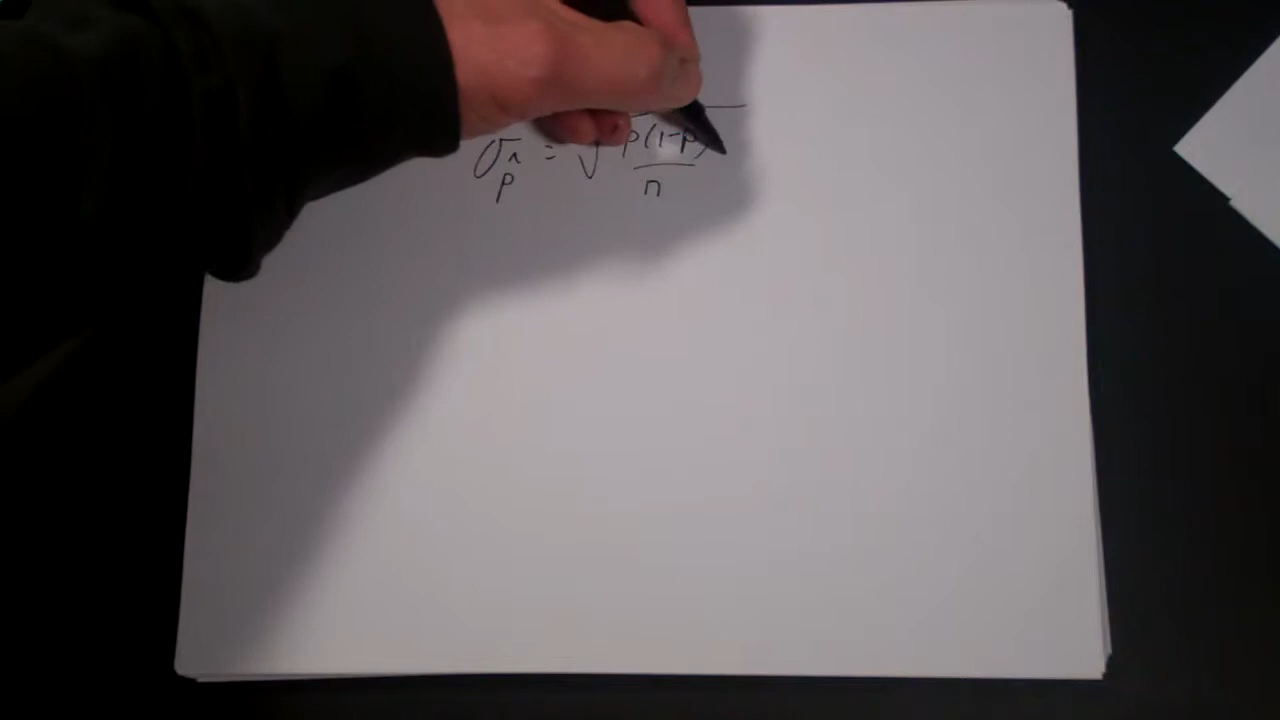 σp̂ = √p(1-p)/n